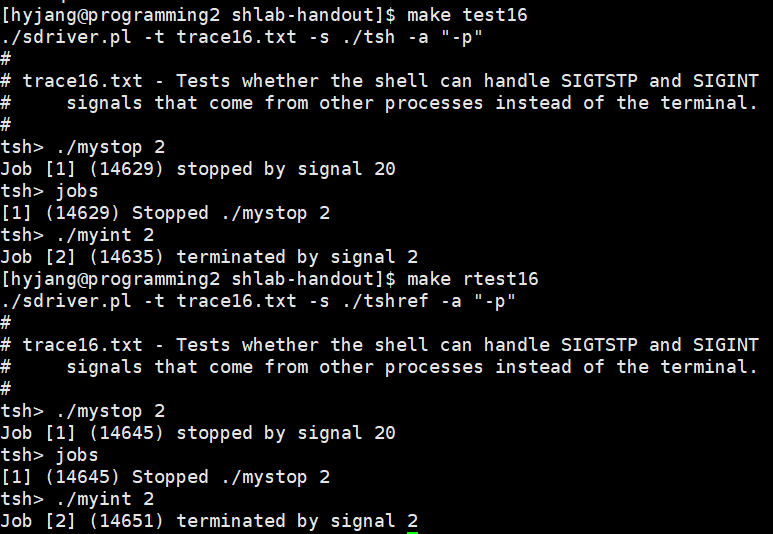 [hyjang@programming2 shlab-handout]$ make test16
./sdriver.pl -t trace16.txt -s ./tsh -a "-p"
#
# trace16.txt - Tests whether the shell can handle SIGTSTP and SIGINT
#     signals that come from other processes instead of the terminal.
#
tsh> ./mystop 2
Job [1] (14629) stopped by signal 20
tsh> jobs
[1] (14629) Stopped ./mystop 2
tsh> ./myint 2
Job [2] (14635) terminated by signal 2
[hyjang@programming2 shlab-handout]$ make rtest16
./sdriver.pl -t trace16.txt -s ./tshref -a "-p"
#
# trace16.txt - Tests whether the shell can handle SIGTSTP and SIGINT
#     signals that come from other processes instead of the terminal.
#
tsh> ./mystop 2
Job [1] (14645) stopped by signal 20
tsh> jobs
[1] (14645) Stopped ./mystop 2
tsh> ./myint 2
Job [2] (14651) terminated by signal 2